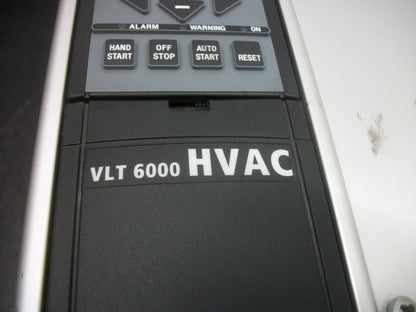 ALARM WARNING ON
HAND START OFF STOP AUTO START RESET
VLT 6000 HVAC